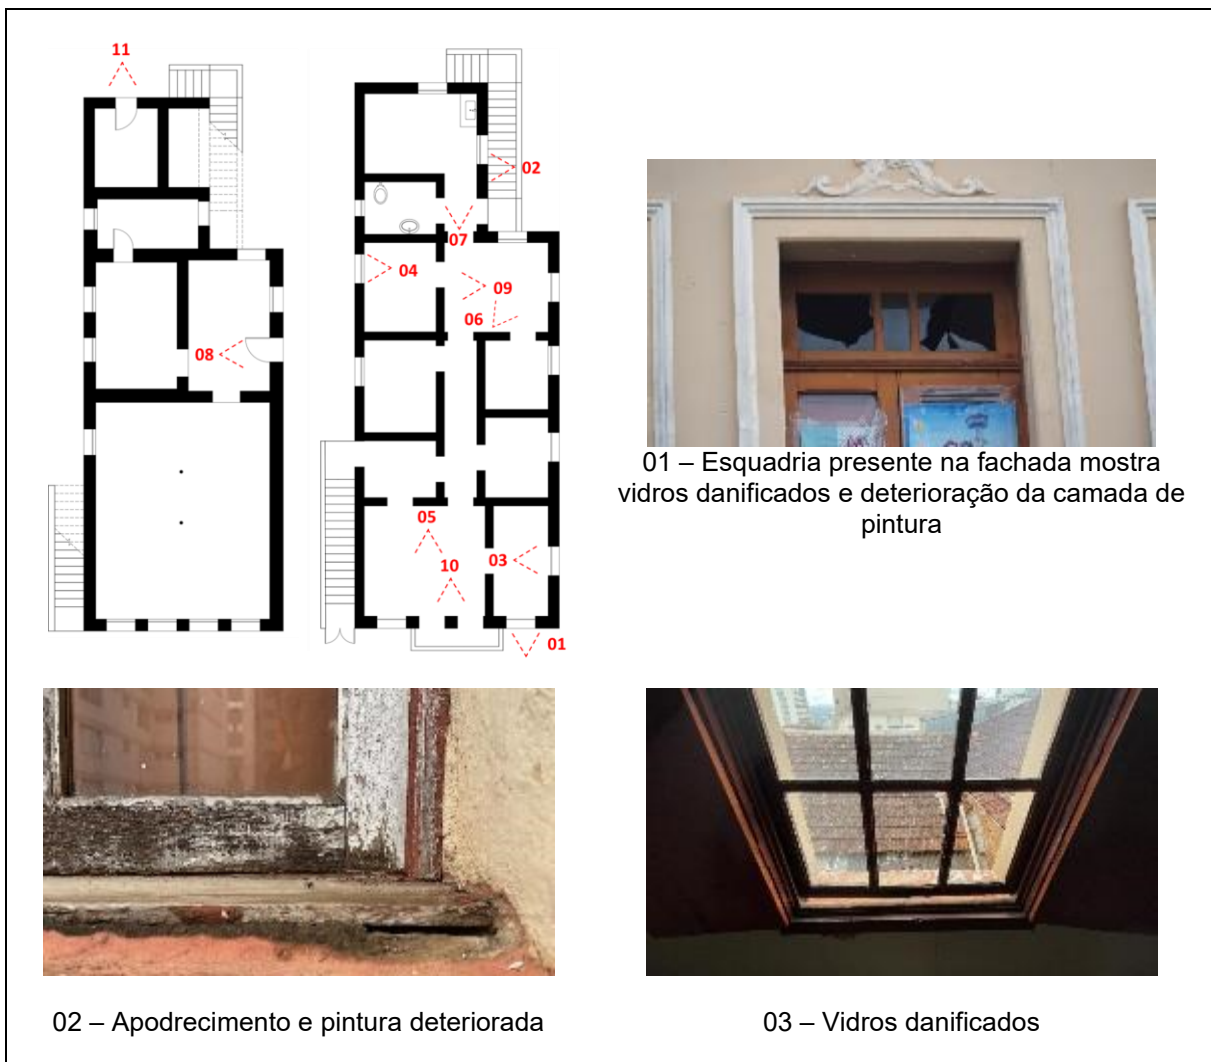 11
02
07
04
09
06
08
05
03
10
01
01 – Esquadria presente na fachada mostra
vidros danificados e deterioração da camada de
pintura
02 – Apodrecimento e pintura deteriorada
03 – Vidros danificados